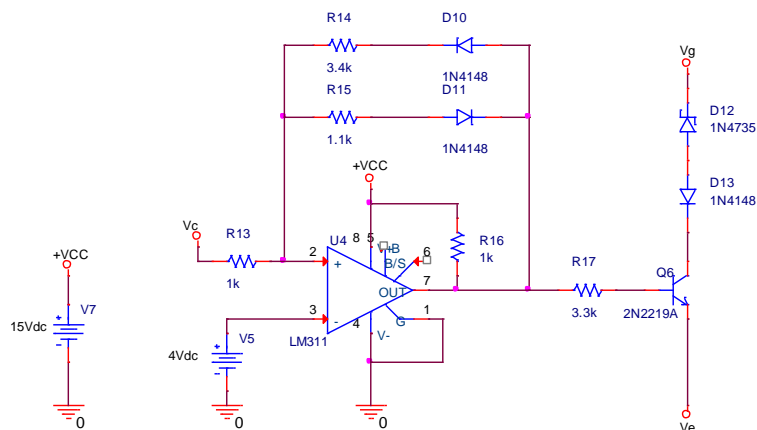 R14
D10
3.4k
1N4148
R15
D11
1.1k
1N4148
+VCC
Vc
R13
1k
2
3
U4
8
5
V+
B
B/S
6
+
-
OUT
7
G
1
4
V-
LM311
R16
1k
R17
3.3k
Q6
2N2219A
Vg
D12
1N4735
D13
1N4148
Ve
+VCC
15Vdc
+
-
V7
0
4Vdc
+
-
V5
0
0